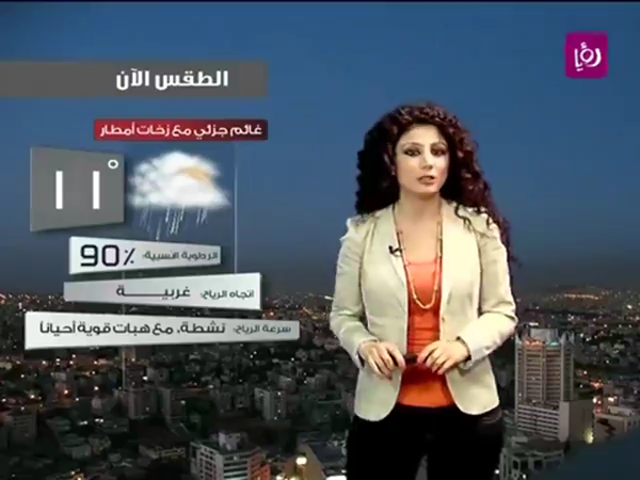 رؤيا
الطقس الآن
غائم جزئي مع زخات أمطار
11°
الرطوبة النسبية: 90٪
اتجاه الرياح: غربية
سرعة الرياح: نشطة، مع هبات قوية أحياناً